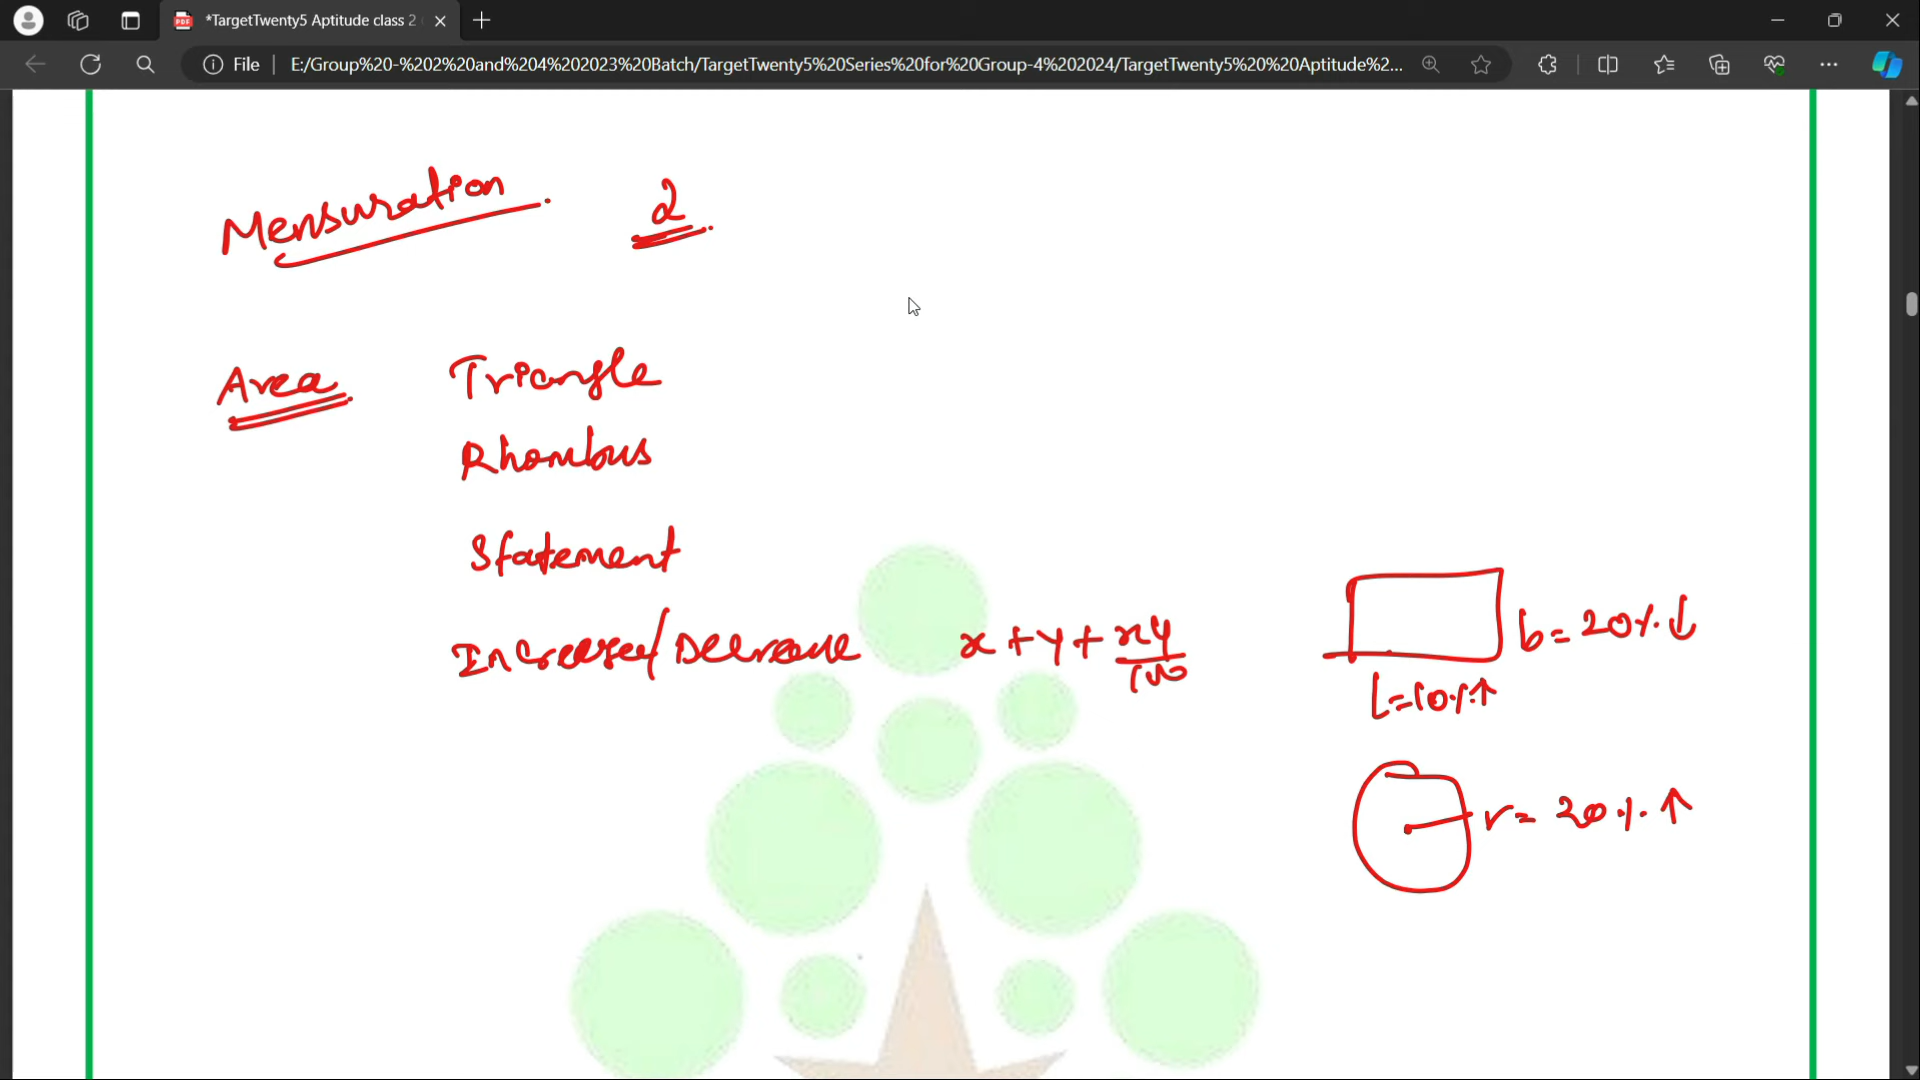 *TargetTwenty5 Aptitude class 2
File
E:/Group%20-%202%20and%204%202023%20Batch/TargetTwenty5%20Series%20for%20Group-4%202024/TargetTwenty5%20%20Aptitude%2...
Mensuration 2
Area Triangle
Rhombus
Statement
Increase/Decrease x+y+xy/100
b=20%↓
l=10%↑
r=20%↑